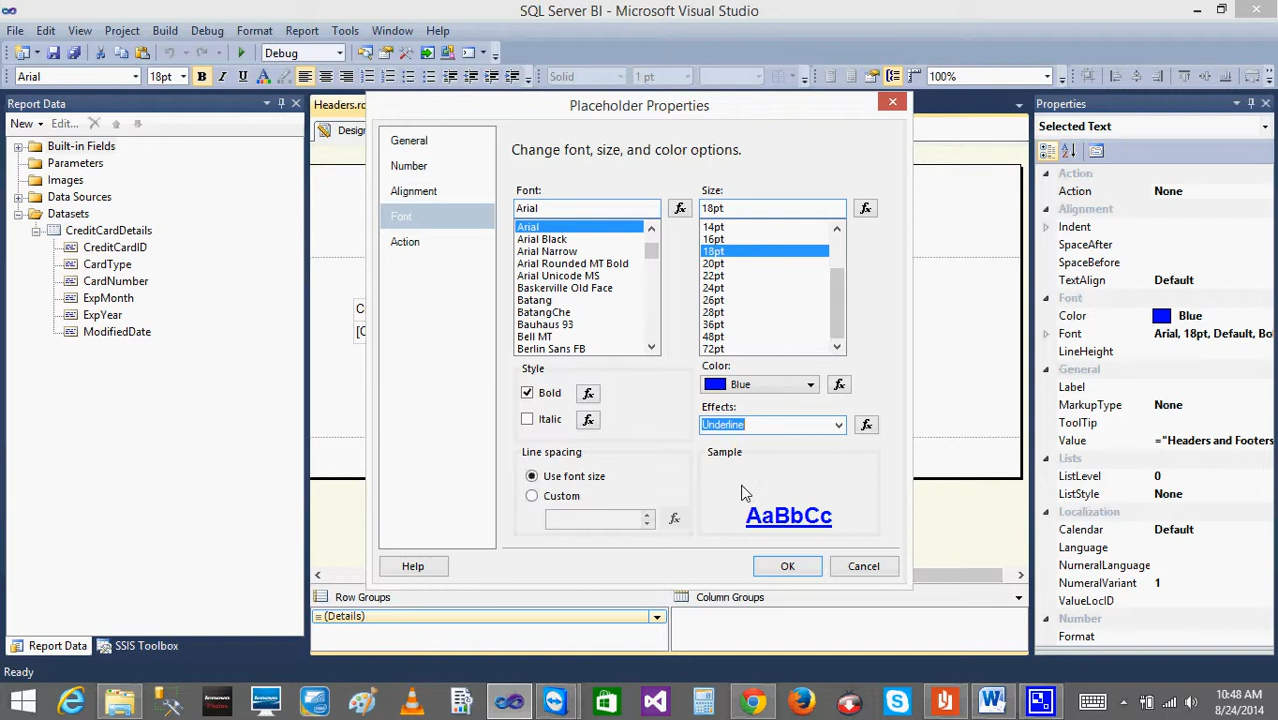 SQL Server BI - Microsoft Visual Studio
File Edit View Project Build Debug Format Report Tools Window Help
Debug
Arial 18pt B I U A Solid 1 pt 100%
Report Data
New Edit...
Built-in Fields
Parameters
Images
Data Sources
Datasets
CreditCardDetails
CreditCardID
CardType
CardNumber
ExpMonth
ExpYear
ModifiedDate
Report Data SSIS Toolbox
Ready
Headers.rd
Desig
C
[C
Placeholder Properties
General
Number
Alignment
Font
Action
Change font, size, and color options.
Font:
Arial
fx
Arial
Arial Black
Arial Narrow
Arial Rounded MT Bold
Arial Unicode MS
Baskerville Old Face
Batang
BatangChe
Bauhaus 93
Bell MT
Berlin Sans FB
Size:
18pt
fx
14pt
16pt
18pt
20pt
22pt
24pt
26pt
28pt
36pt
48pt
72pt
Style
Bold fx
Italic fx
Color:
Blue fx
Effects:
Underline fx
Line spacing
Use font size
Custom
fx
Sample
AaBbCc
Help OK Cancel
Row Groups Column Groups
(Details)
Properties
Selected Text
Action
Action None
Alignment
Indent
SpaceAfter
SpaceBefore
TextAlign Default
Font
Color Blue
Font Arial, 18pt, Default, Bo
LineHeight
General
Label
MarkupType None
ToolTip
Value ="Headers and Footers
Lists
ListLevel 0
ListStyle None
Localization
Calendar Default
Language
NumeralLanguage
NumeralVariant 1
ValueLocID
Number
Format
10:48 AM
8/24/2014